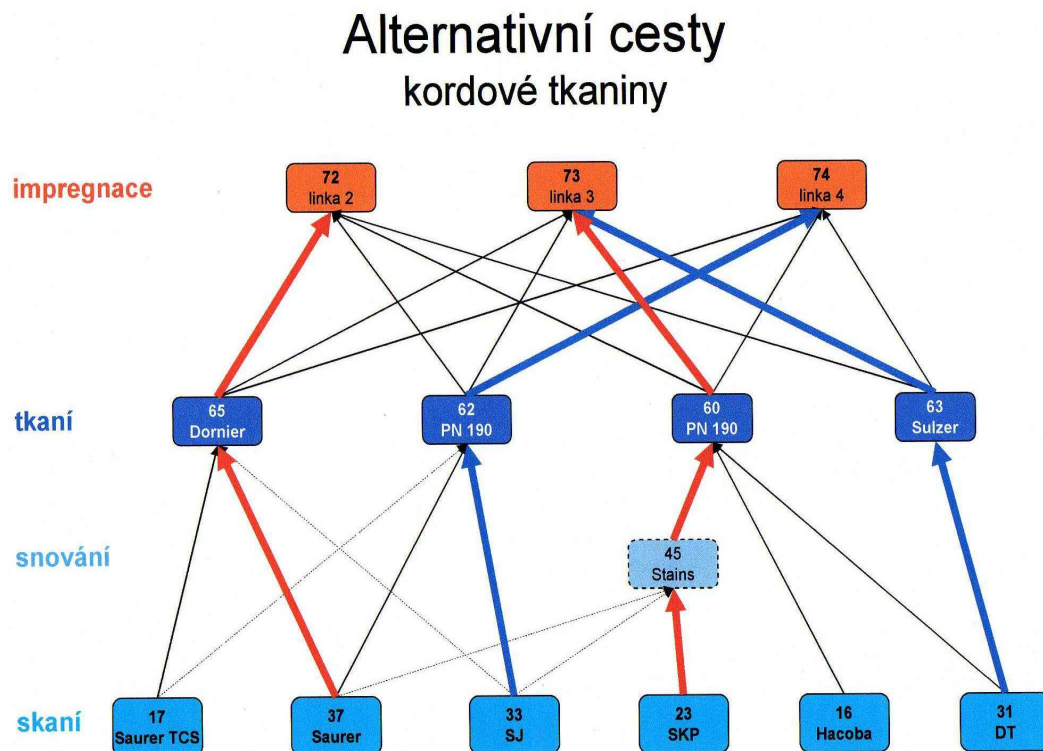 Alternativní cesty
kordové tkaniny
impregnace
72
linka 2
73
linka 3
74
linka 4
tkaní
65
Dornier
62
PN 190
60
PN 190
63
Sulzer
snování
45
Stains
skaní
17
Saurer TCS
37
Saurer
33
SJ
23
SKP
16
Hacoba
31
DT